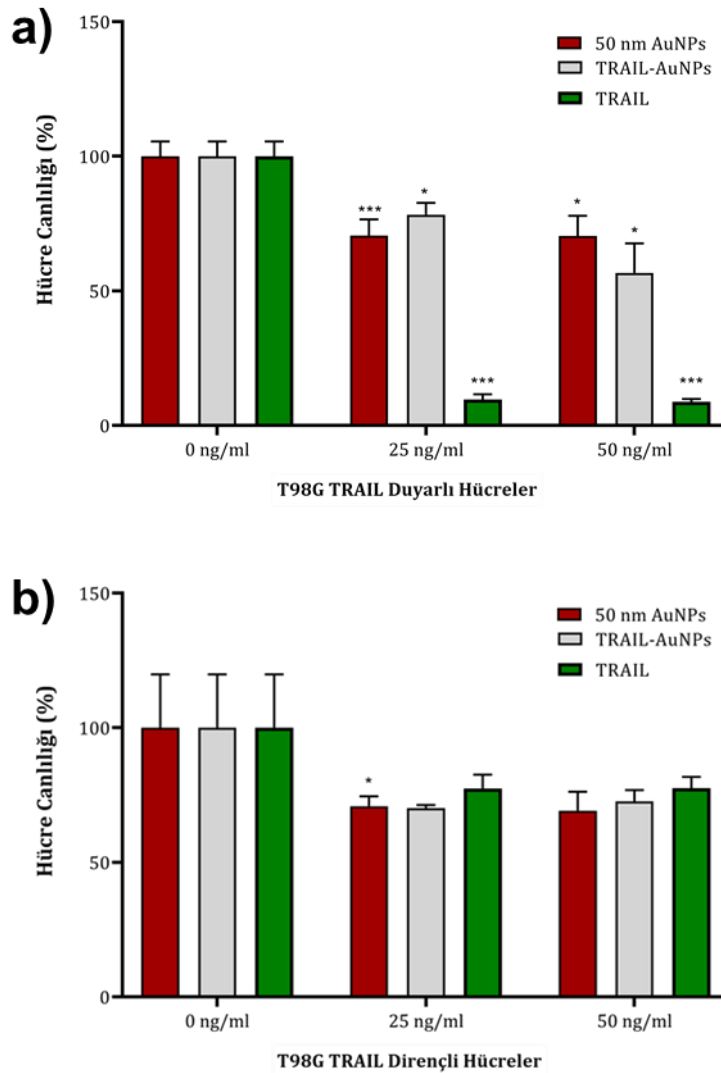 a)
150
100
50
0
Hücre Canlılığı (%)
50 nm AuNPs
TRAIL-AuNPs
TRAIL
***
*
***
*
*
***
0 ng/ml
25 ng/ml
50 ng/ml
T98G TRAIL Duyarlı Hücreler
b)
150
100
50
0
Hücre Canlılığı (%)
50 nm AuNPs
TRAIL-AuNPs
TRAIL
*
0 ng/ml
25 ng/ml
50 ng/ml
T98G TRAIL Dirençli Hücreler